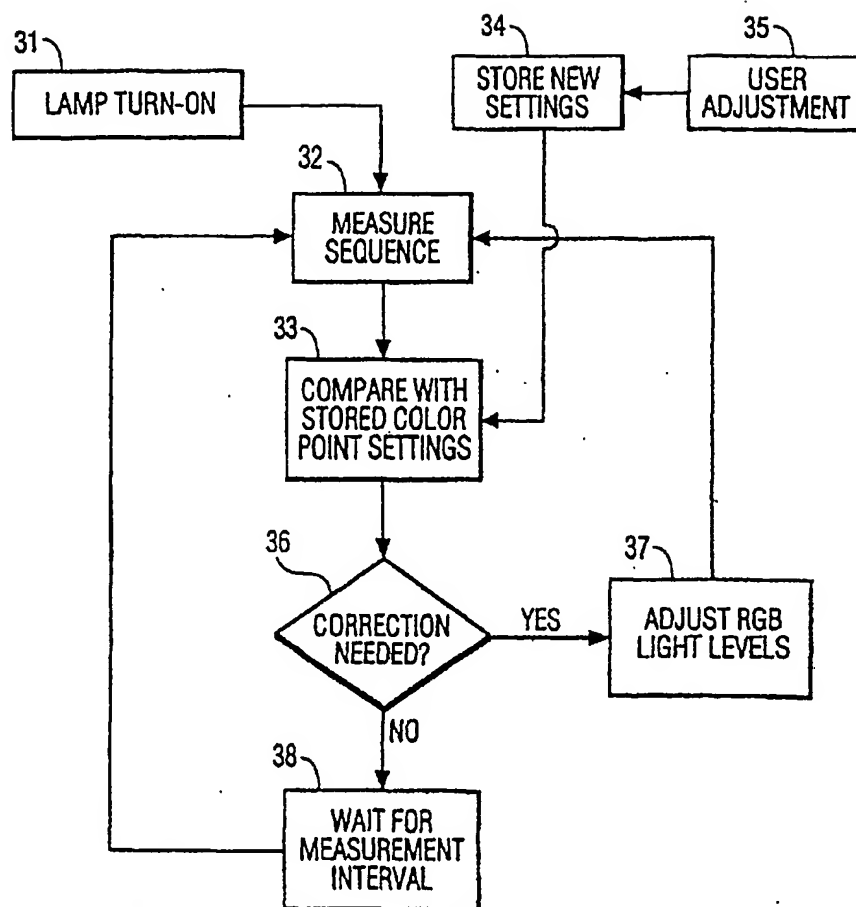 31
LAMP TURN-ON
34
STORE NEW
SETTINGS
35
USER
ADJUSTMENT
32
MEASURE
SEQUENCE
33
COMPARE WITH
STORED COLOR
POINT SETTINGS
36
CORRECTION
NEEDED?
YES
37
ADJUST RGB
LIGHT LEVELS
NO
38
WAIT FOR
MEASUREMENT
INTERVAL